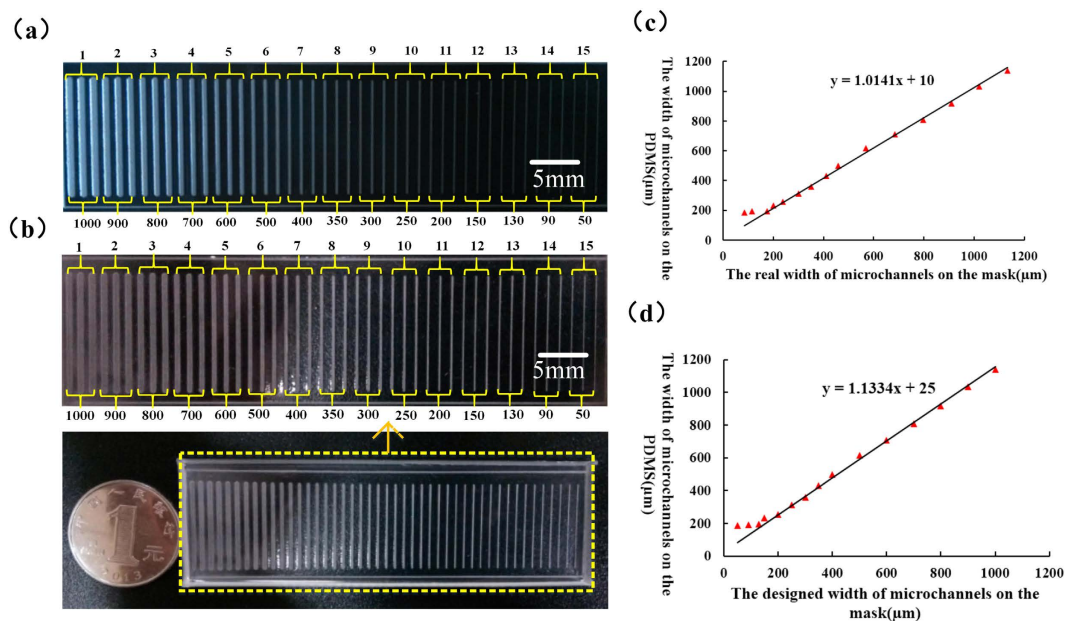 (a)
1 2 3 4 5 6 7 8 9 10 11 12 13 14 15
5mm
1000 900 800 700 600 500 400 350 300 250 200 150 130 90 50
(b)
1 2 3 4 5 6 7 8 9 10 11 12 13 14 15
5mm
1000 900 800 700 600 500 400 350 300 250 200 150 130 90 50
1
元
2013
(c)
The width of microchannels on the
PDMS(μm)
1200
1000
800
600
400
200
0
y = 1.0141x + 10
0 200 400 600 800 1000 1200
The real width of microchannels on the mask(μm)
(d)
The width of microchannels on the
PDMS(μm)
1200
1000
800
600
400
200
0
y = 1.1334x + 25
0 200 400 600 800 1000 1200
The designed width of microchannels on the
mask(μm)